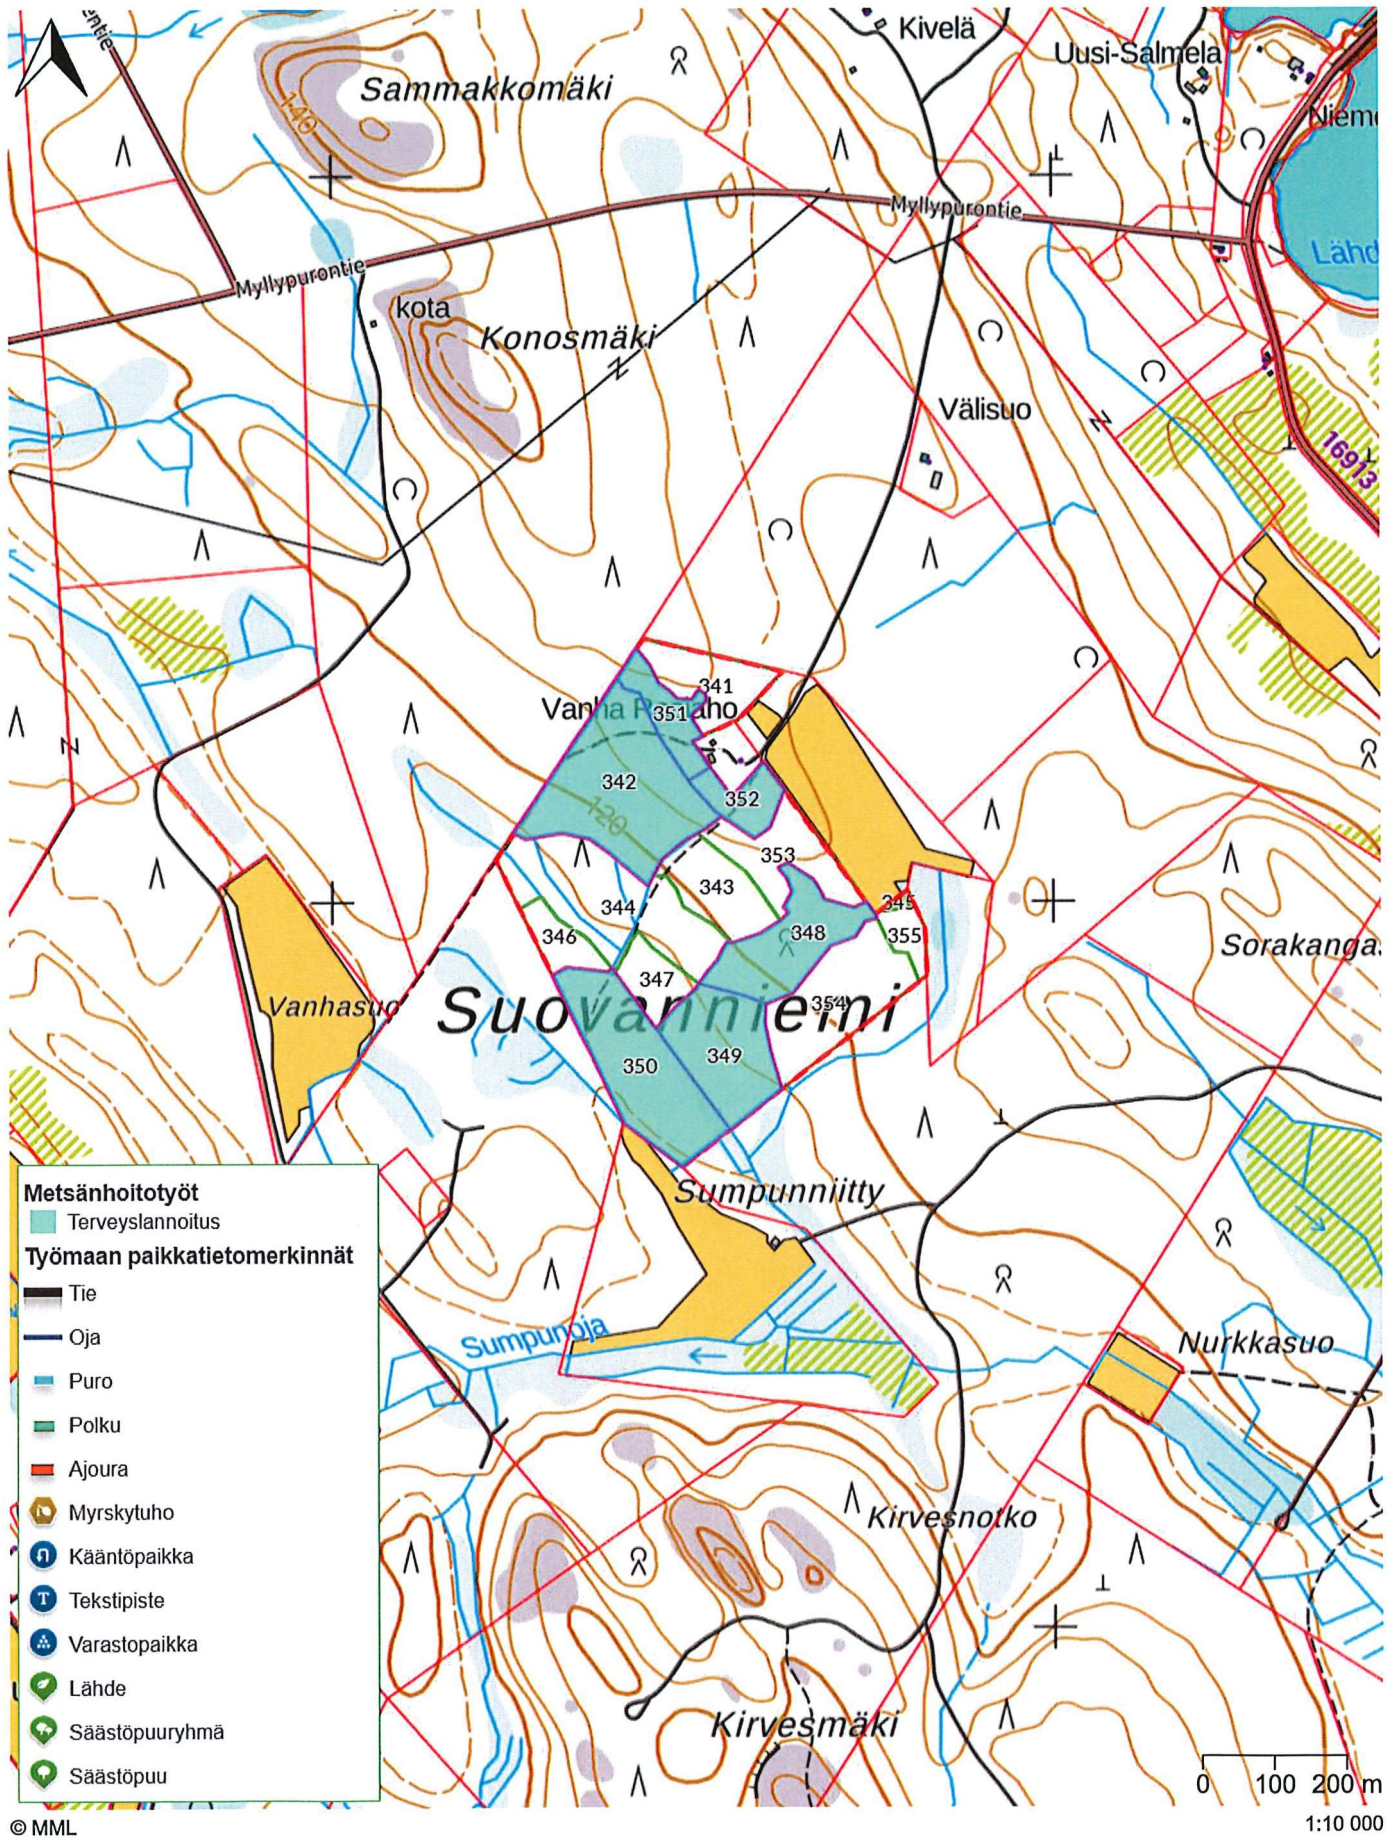 Kivelä
Uusi-Salmela
Sammakkomäki
140
Myllypurontie
Myllypurontie
kota
Konosmäki
Z
Lähd
Välisuo
Z
16913
341
Vanha
351
aho
342
352
Z
120
353
343
344
345
346
348
355
347
Sorakangas
Vanhasuo
Suovanniemi
354
350
349
Sumpunniitty
Metsänhoitotyöt
Terveyslannoitus
Työmaan paikkatietomerkinnät
Tie
Oja
Puro
Polku
Ajoura
Myrskytuho
Kääntöpaikka
T Tekstipiste
Varastopaikka
Lähde
Säästöpuuryhmä
Säästöpuu
Sumpunoja
Nurkkasuo
Kirvesnotko
Kirvesmäki
0 100 200 m
© MML
1:10 000